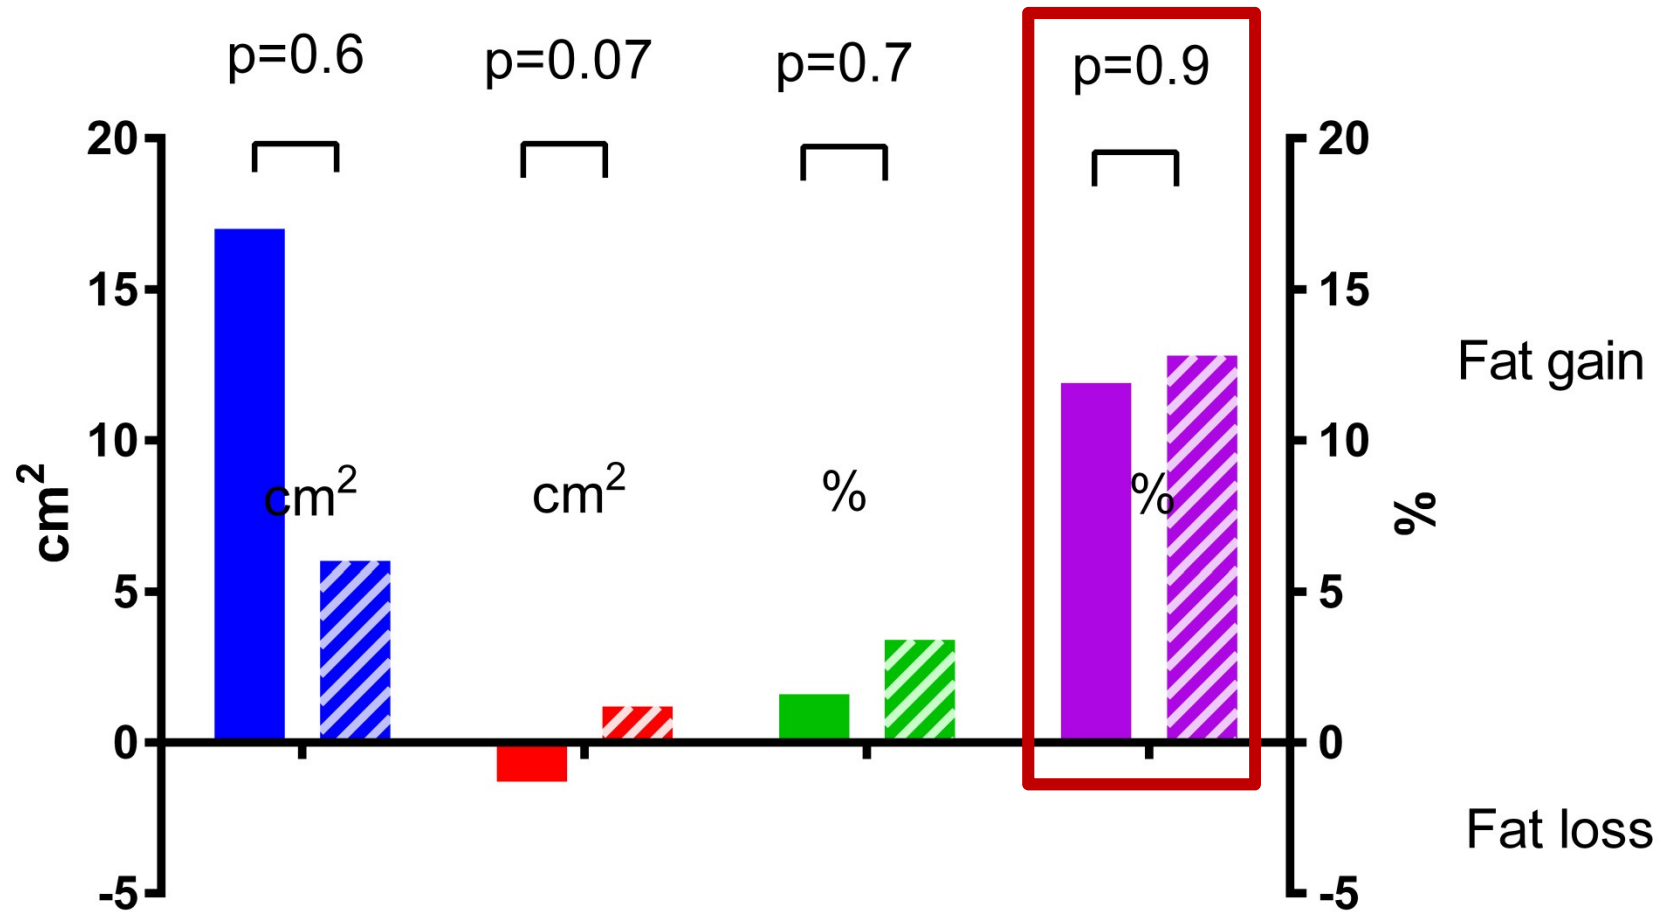 p=0.6 p=0.07 p=0.7 p=0.9
20 20
15 15
Fat gain
10 10
cm² cm² % %
cm² %
5 5
0 0
Fat loss
-5 -5